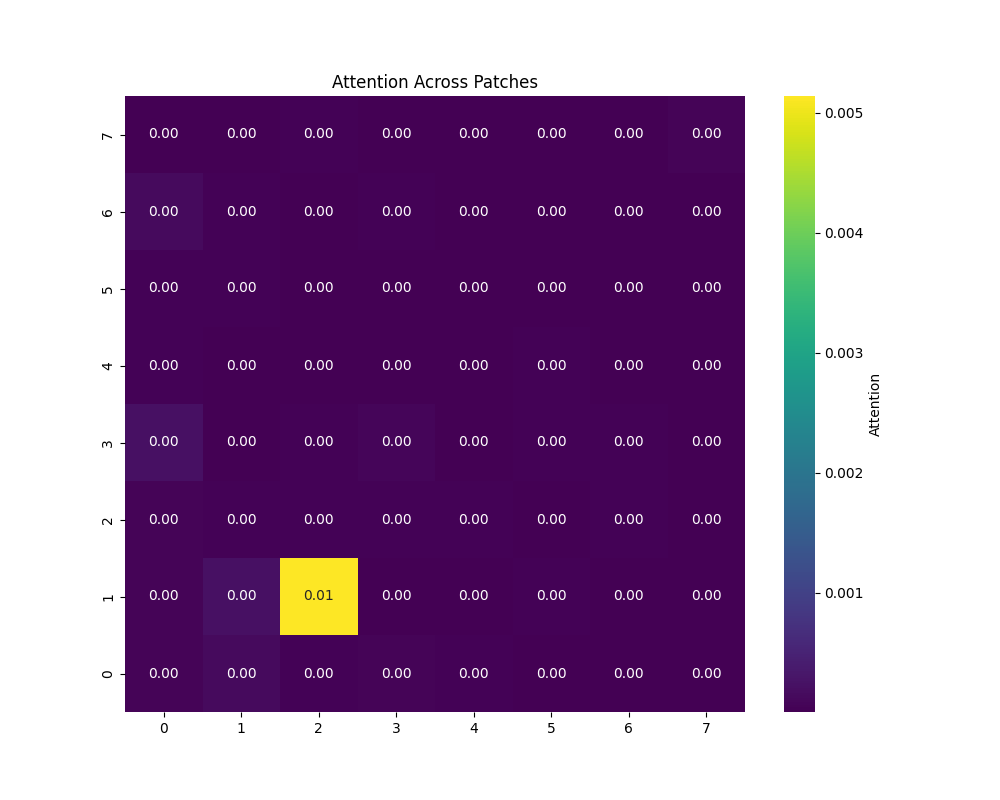 Attention Across Patches
7 0.00 0.00 0.00 0.00 0.00 0.00 0.00 0.00
6 0.00 0.00 0.00 0.00 0.00 0.00 0.00 0.00
5 0.00 0.00 0.00 0.00 0.00 0.00 0.00 0.00
4 0.00 0.00 0.00 0.00 0.00 0.00 0.00 0.00
3 0.00 0.00 0.00 0.00 0.00 0.00 0.00 0.00
2 0.00 0.00 0.00 0.00 0.00 0.00 0.00 0.00
1 0.00 0.00 0.01 0.00 0.00 0.00 0.00 0.00
0 0.00 0.00 0.00 0.00 0.00 0.00 0.00 0.00
0 1 2 3 4 5 6 7
0.005
0.004
0.003
0.002
0.001
Attention